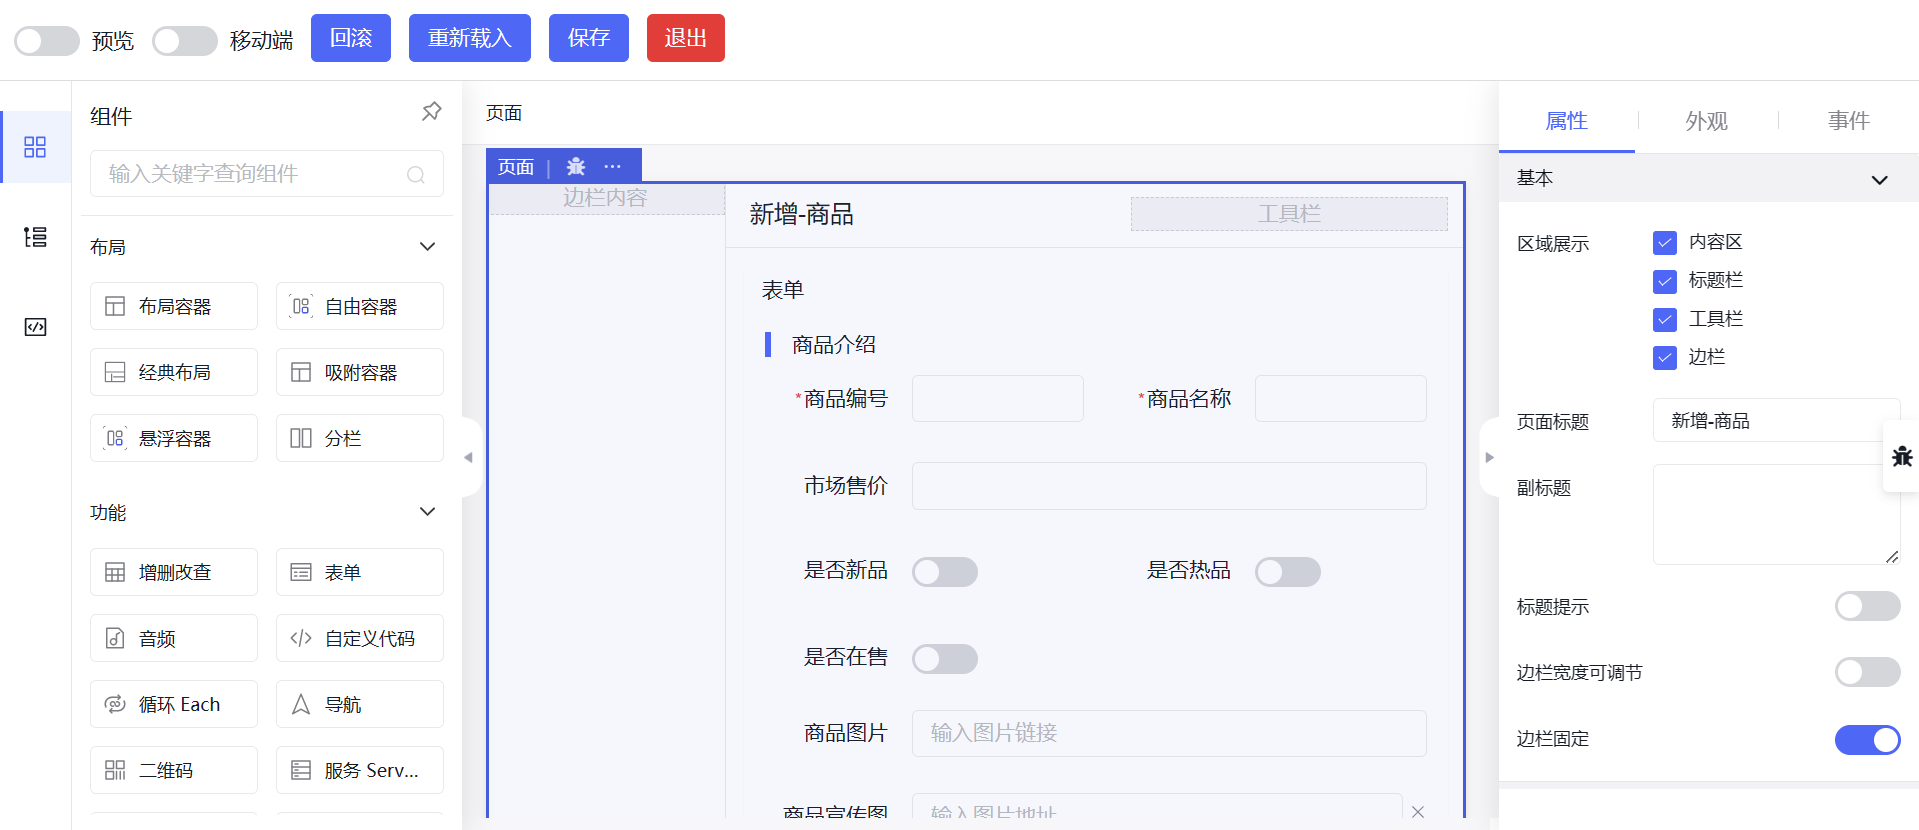 预览 移动端 回滚 重新载入 保存 退出
组件
输入关键字查询组件
布局
布局容器 自由容器
经典布局 吸附容器
悬浮容器 分栏
功能
增删改查 表单
音频 自定义代码
循环 Each 导航
二维码 服务 Serv...
页面
页面
边栏内容
新增-商品 工具栏
表单
商品介绍
*商品编号 *商品名称
市场售价
是否新品 是否热品
是否在售
商品图片 输入图片链接
商品宣传图 输入图片地址
属性 外观 事件
基本
区域展示 内容区
标题栏
工具栏
边栏
页面标题 新增-商品
副标题
标题提示
边栏宽度可调节
边栏固定